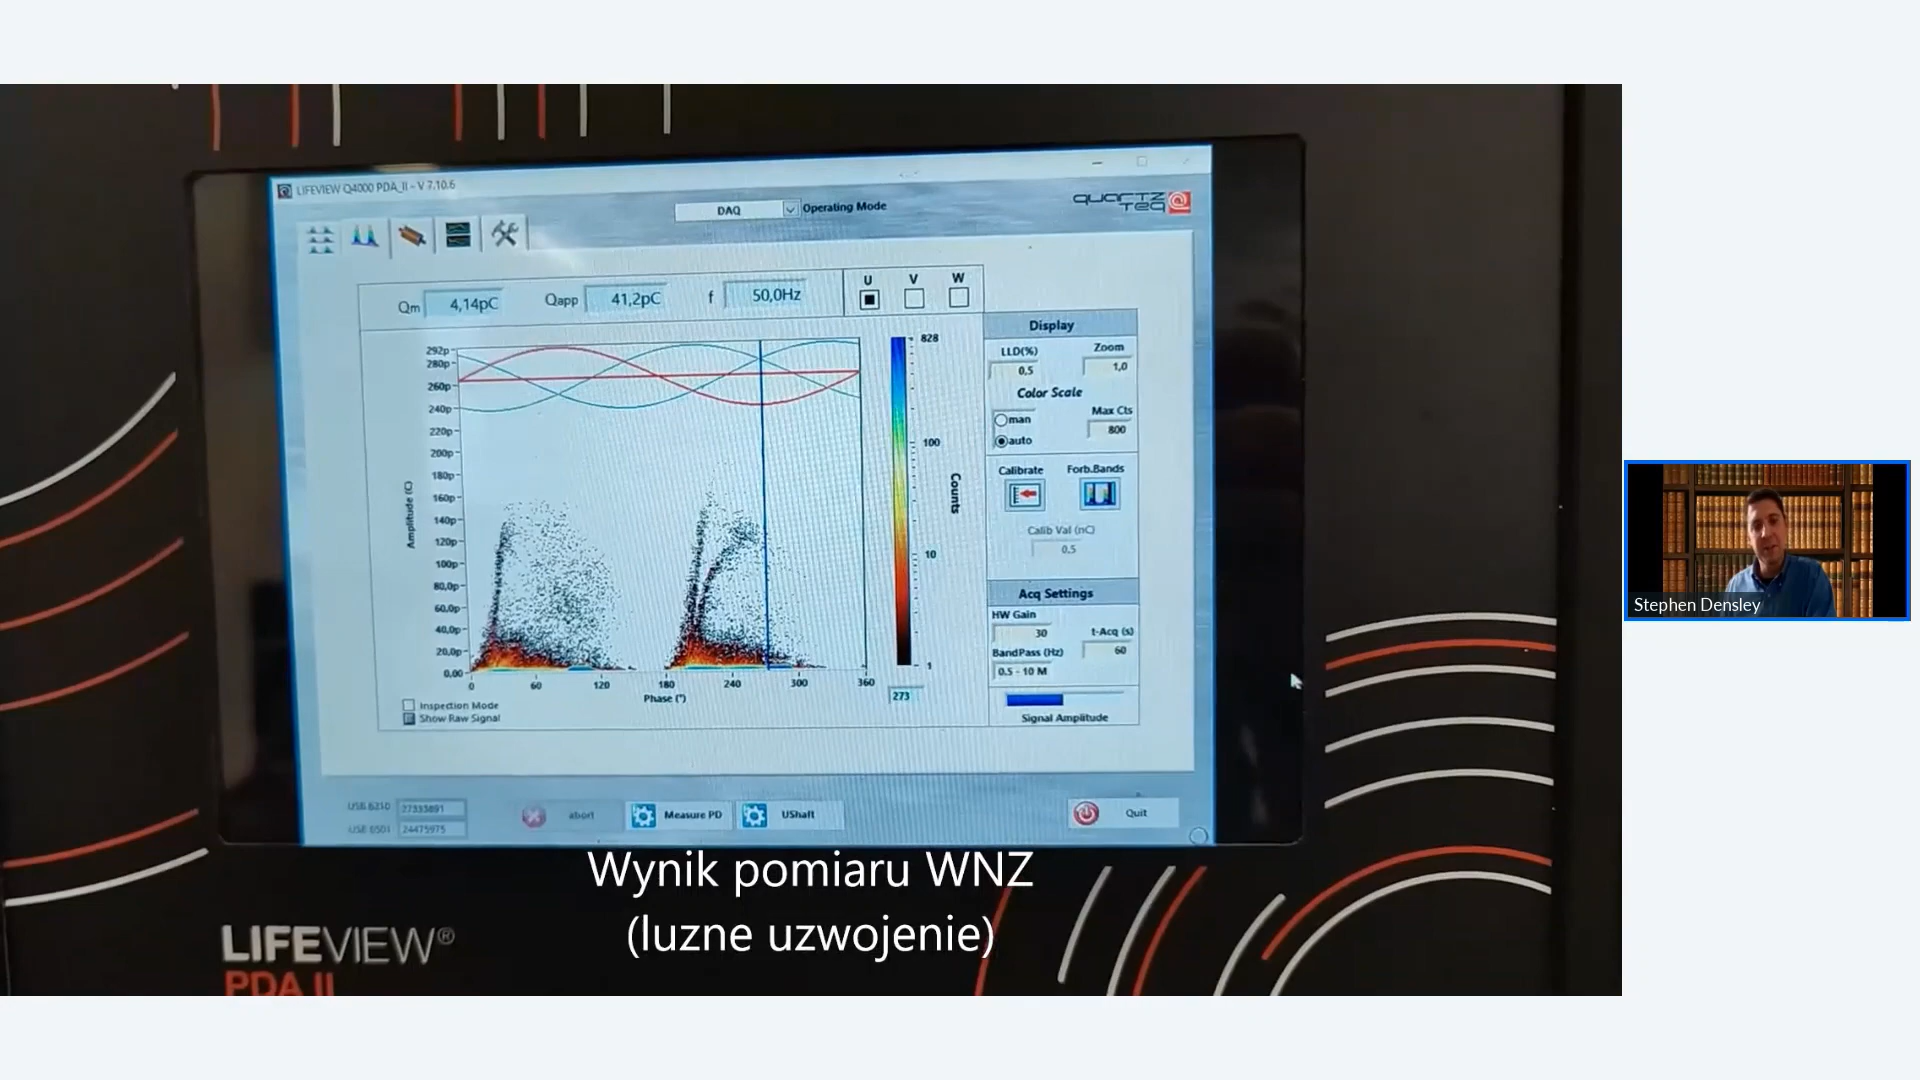 LIFEVIEW Q4000 PDA_II - V 7.10.6
DAQ
Operating Mode
QUARTZ
TEQ
Qm 4,14pC
Qapp 41,2pC
f 50,0Hz
U V W
292p
280p
260p
240p
220p
200p
180p
160p
140p
120p
100p
80,0p
60,0p
40,0p
20,0p
0,00
Amplitude (C)
0 60 120 180 240 300 360
Phase (°)
828
100
10
1
Counts
273
Inspection Mode
Show Raw Signal
Display
LLD(%) Zoom
0,5 1,0
Color Scale
man
auto
Max Cts
800
Calibrate Forb.Bands
Calib Val (nC)
0.5
Acq Settings
HW Gain
30
t-Acq (s)
60
BandPass (Hz)
0.5 - 10 M
Signal Amplitude
USB 6210 27333891
USB 6501 24475975
abort
Measure PD
UShaft
Quit
Wynik pomiaru WNZ
(luzne uzwojenie)
LIFEVIEW®
PDA II
Stephen Densley